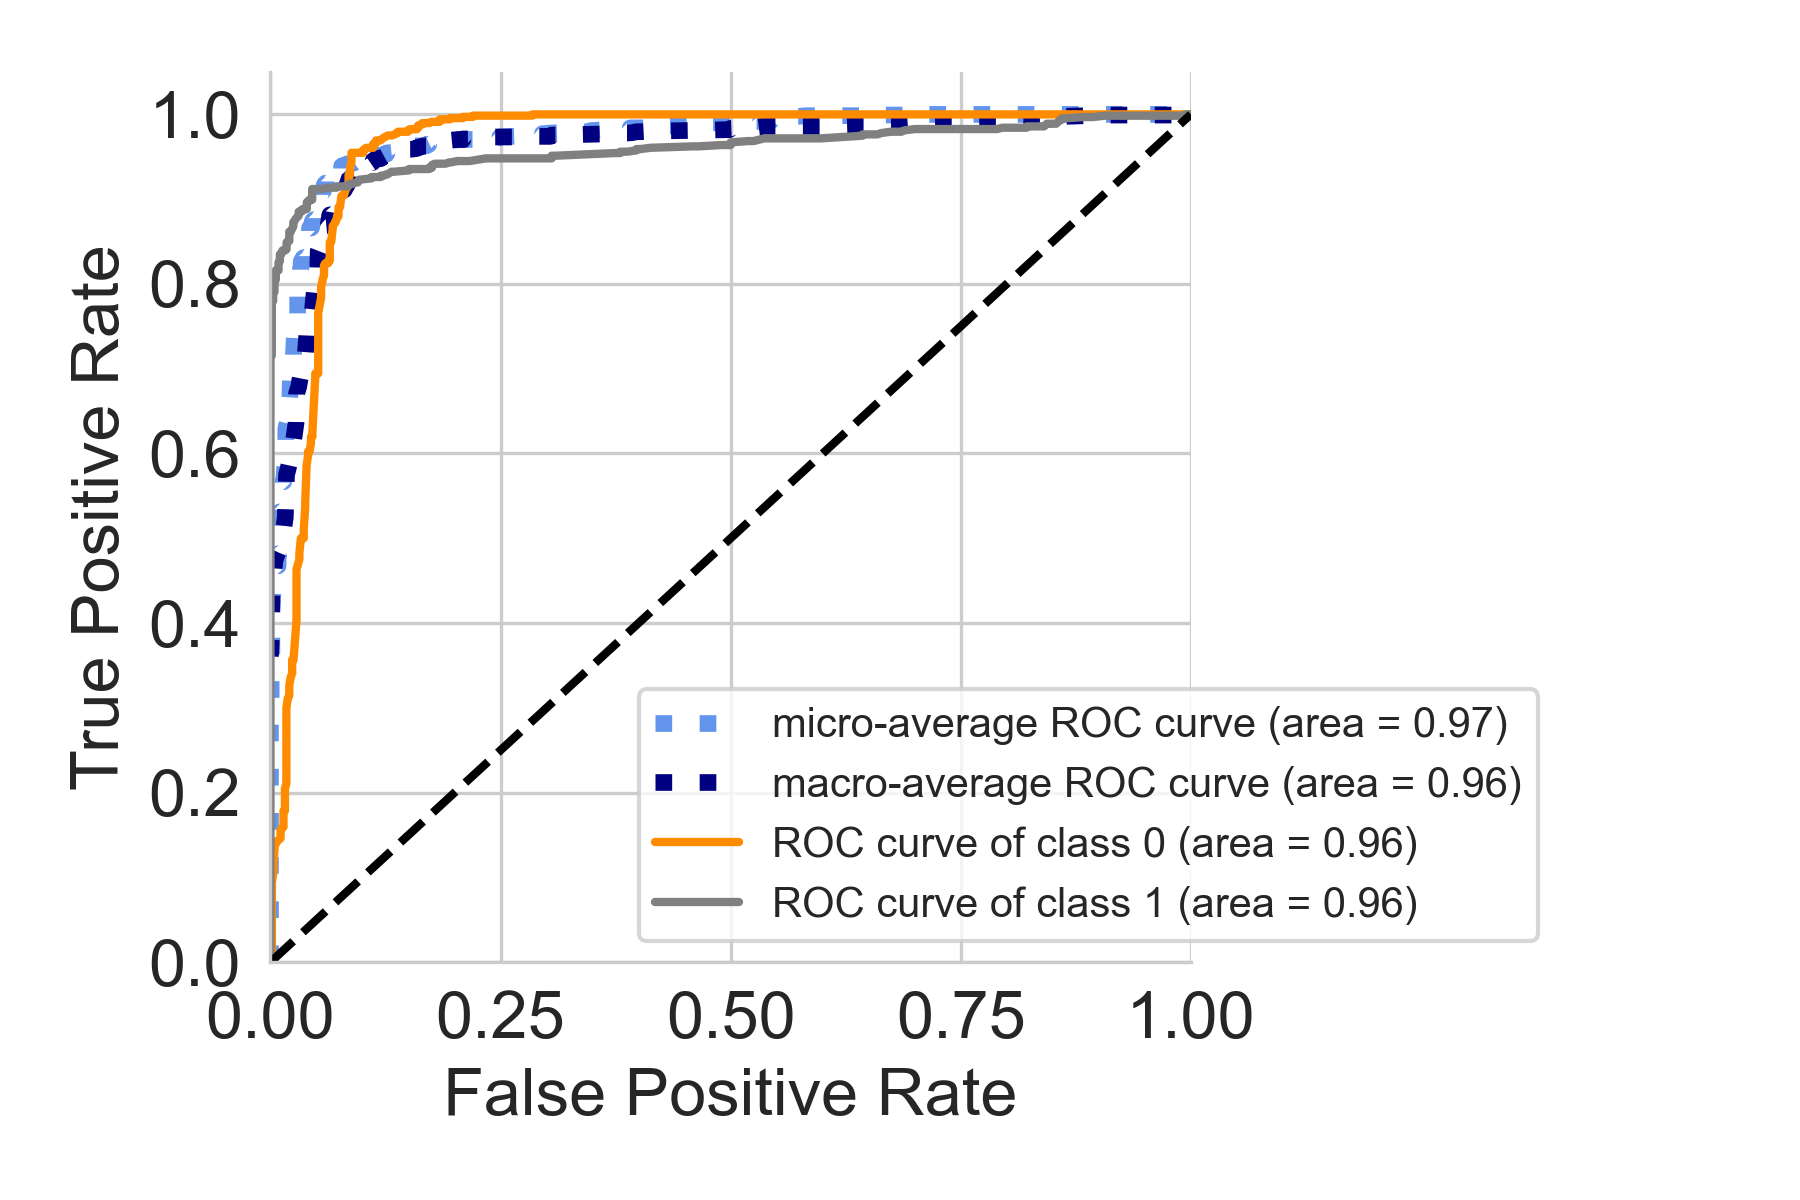 True Positive Rate
1.0
0.8
0.6
0.4
0.2
0.0
micro-average ROC curve (area = 0.97)
macro-average ROC curve (area = 0.96)
ROC curve of class 0 (area = 0.96)
ROC curve of class 1 (area = 0.96)
0.00 0.25 0.50 0.75 1.00
False Positive Rate